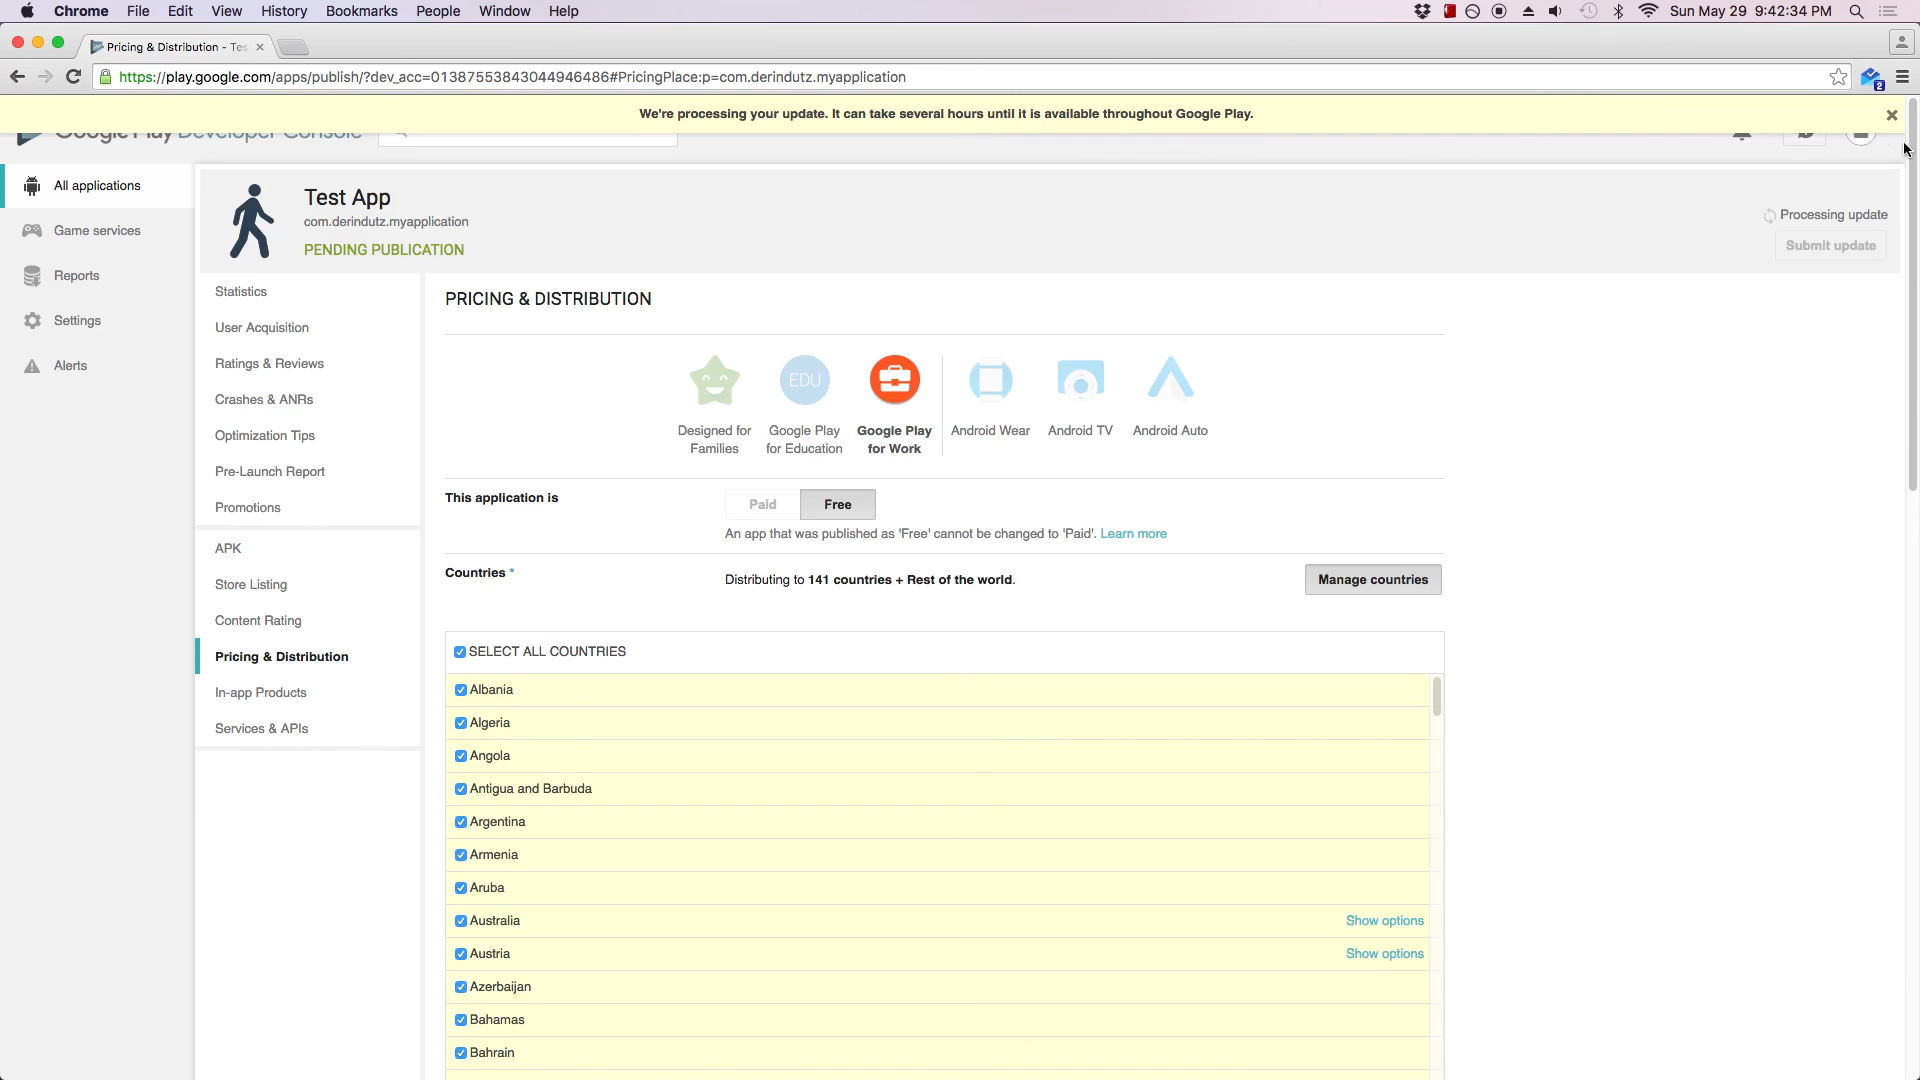 Chrome File Edit View History Bookmarks People Window Help Sun May 29 9:42:34 PM
Pricing & Distribution - Tes
https://play.google.com/apps/publish/?dev_acc=01387553843044946486#PricingPlace:p=com.derindutz.myapplication
2
We're processing your update. It can take several hours until it is available throughout Google Play.
Google Play Developer Console
All applications
Game services
Reports
Settings
Alerts
Test App
com.derindutz.myapplication
PENDING PUBLICATION
Processing update
Submit update
Statistics
User Acquisition
Ratings & Reviews
Crashes & ANRs
Optimization Tips
Pre-Launch Report
Promotions
APK
Store Listing
Content Rating
Pricing & Distribution
In-app Products
Services & APIs
PRICING & DISTRIBUTION
EDU
Designed for
Families
Google Play
for Education
Google Play
for Work
Android Wear
Android TV
Android Auto
This application is
Paid Free
An app that was published as 'Free' cannot be changed to 'Paid'. Learn more
Countries * Distributing to 141 countries + Rest of the world. Manage countries
SELECT ALL COUNTRIES
Albania
Algeria
Angola
Antigua and Barbuda
Argentina
Armenia
Aruba
Australia Show options
Austria Show options
Azerbaijan
Bahamas
Bahrain